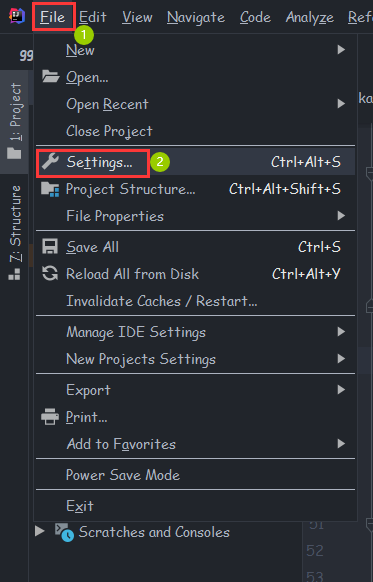 File Edit View Navigate Code Analyze Ref
1
gg
New
Open...
ka
Open Recent
Close Project
1: Project
Settings... 2 Ctrl+Alt+S
Project Structure... Ctrl+Alt+Shift+S
File Properties
7: Structure
Save All Ctrl+S
Reload All from Disk Ctrl+Alt+Y
Invalidate Caches / Restart...
Manage IDE Settings
New Projects Settings
Export
Print...
Add to Favorites
Power Save Mode
Exit
51
Scratches and Consoles
52
53